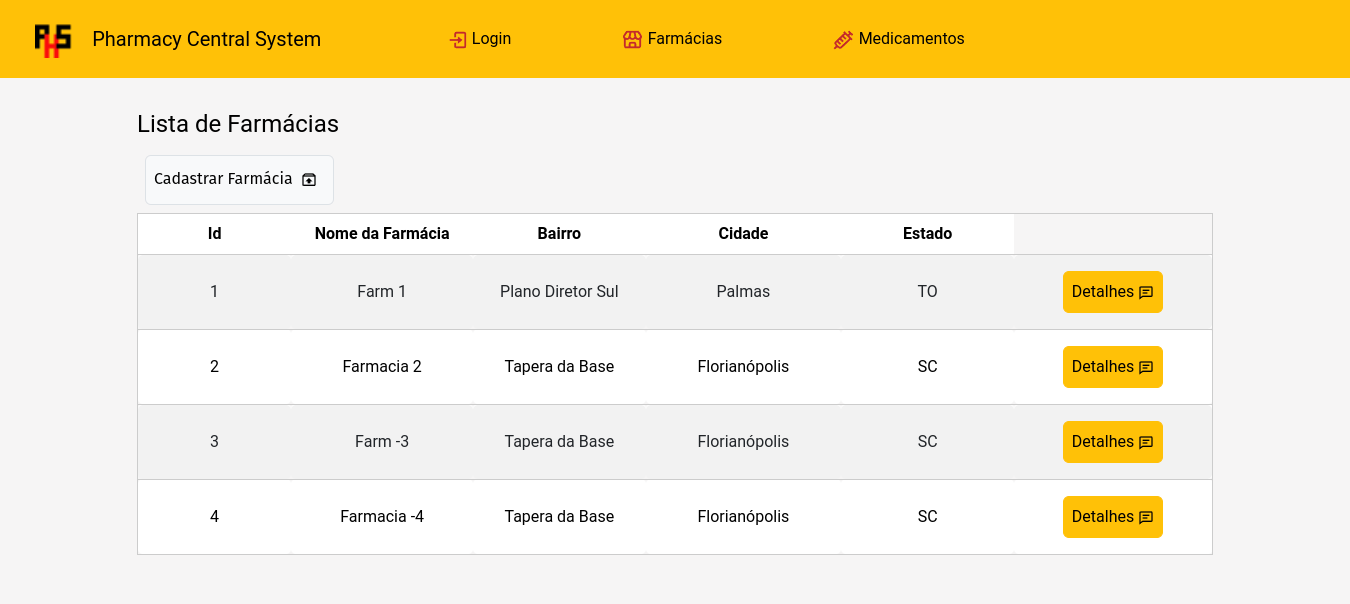 PHS Pharmacy Central System Login Farmácias Medicamentos
Lista de Farmácias
Cadastrar Farmácia
Id Nome da Farmácia Bairro Cidade Estado
1 Farm 1 Plano Diretor Sul Palmas TO Detalhes
2 Farmacia 2 Tapera da Base Florianópolis SC Detalhes
3 Farm -3 Tapera da Base Florianópolis SC Detalhes
4 Farmacia -4 Tapera da Base Florianópolis SC Detalhes